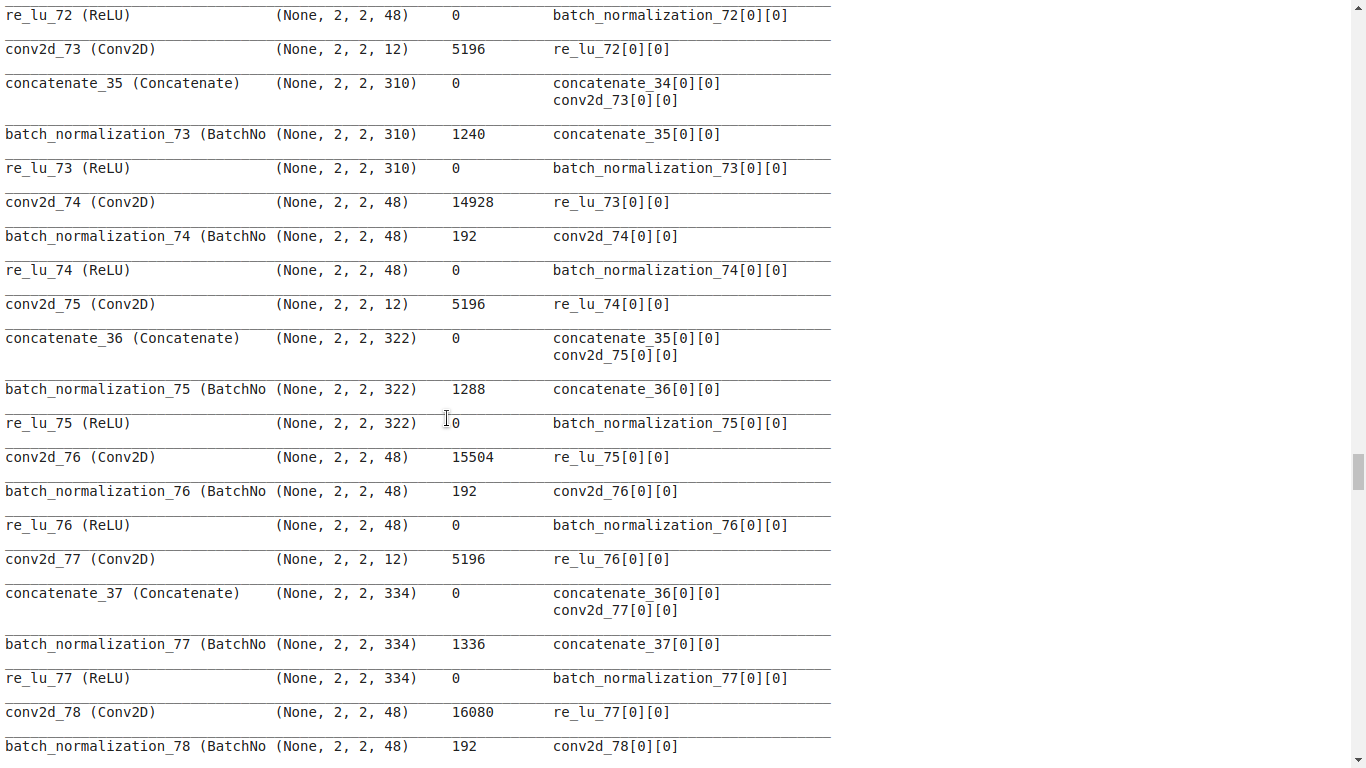 re_lu_72 (ReLU) (None, 2, 2, 48) 0 batch_normalization_72[0][0]
conv2d_73 (Conv2D) (None, 2, 2, 12) 5196 re_lu_72[0][0]
concatenate_35 (Concatenate) (None, 2, 2, 310) 0 concatenate_34[0][0]
conv2d_73[0][0]
batch_normalization_73 (BatchNo (None, 2, 2, 310) 1240 concatenate_35[0][0]
re_lu_73 (ReLU) (None, 2, 2, 310) 0 batch_normalization_73[0][0]
conv2d_74 (Conv2D) (None, 2, 2, 48) 14928 re_lu_73[0][0]
batch_normalization_74 (BatchNo (None, 2, 2, 48) 192 conv2d_74[0][0]
re_lu_74 (ReLU) (None, 2, 2, 48) 0 batch_normalization_74[0][0]
conv2d_75 (Conv2D) (None, 2, 2, 12) 5196 re_lu_74[0][0]
concatenate_36 (Concatenate) (None, 2, 2, 322) 0 concatenate_35[0][0]
conv2d_75[0][0]
batch_normalization_75 (BatchNo (None, 2, 2, 322) 1288 concatenate_36[0][0]
re_lu_75 (ReLU) (None, 2, 2, 322) 0 batch_normalization_75[0][0]
conv2d_76 (Conv2D) (None, 2, 2, 48) 15504 re_lu_75[0][0]
batch_normalization_76 (BatchNo (None, 2, 2, 48) 192 conv2d_76[0][0]
re_lu_76 (ReLU) (None, 2, 2, 48) 0 batch_normalization_76[0][0]
conv2d_77 (Conv2D) (None, 2, 2, 12) 5196 re_lu_76[0][0]
concatenate_37 (Concatenate) (None, 2, 2, 334) 0 concatenate_36[0][0]
conv2d_77[0][0]
batch_normalization_77 (BatchNo (None, 2, 2, 334) 1336 concatenate_37[0][0]
re_lu_77 (ReLU) (None, 2, 2, 334) 0 batch_normalization_77[0][0]
conv2d_78 (Conv2D) (None, 2, 2, 48) 16080 re_lu_77[0][0]
batch_normalization_78 (BatchNo (None, 2, 2, 48) 192 conv2d_78[0][0]